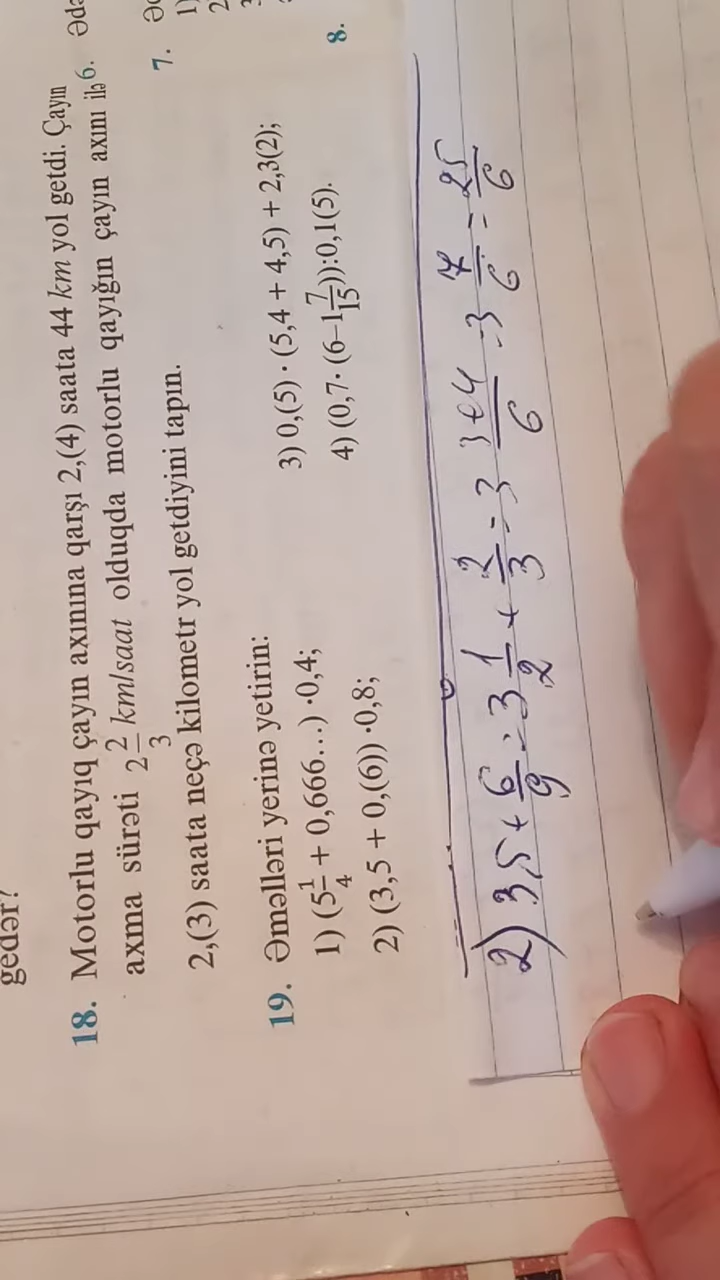 gedər?
18. Motorlu qayıq çayın axınına qarşı 2,(4) saata 44 km yol getdi. Çayın
axma sürəti 2 2/3 km/saat olduqda motorlu qayığın çayın axını ilə
2,(3) saata neçə kilometr yol getdiyini tapın.
19. Əməlləri yerinə yetirin:
1) (5 1/4 + 0,666...) ·0,4;
2) (3,5 + 0,(6)) ·0,8;
3) 0,(5) · (5,4 + 4,5) + 2,3(2);
4) (0,7· (6−1 7/15)):0,1(5).
6.
7.
1)
8.
2) 3,5 + 6/9 = 3 1/2 + 2/3 = 3 3+4/6 = 3 7/6 = 25/6